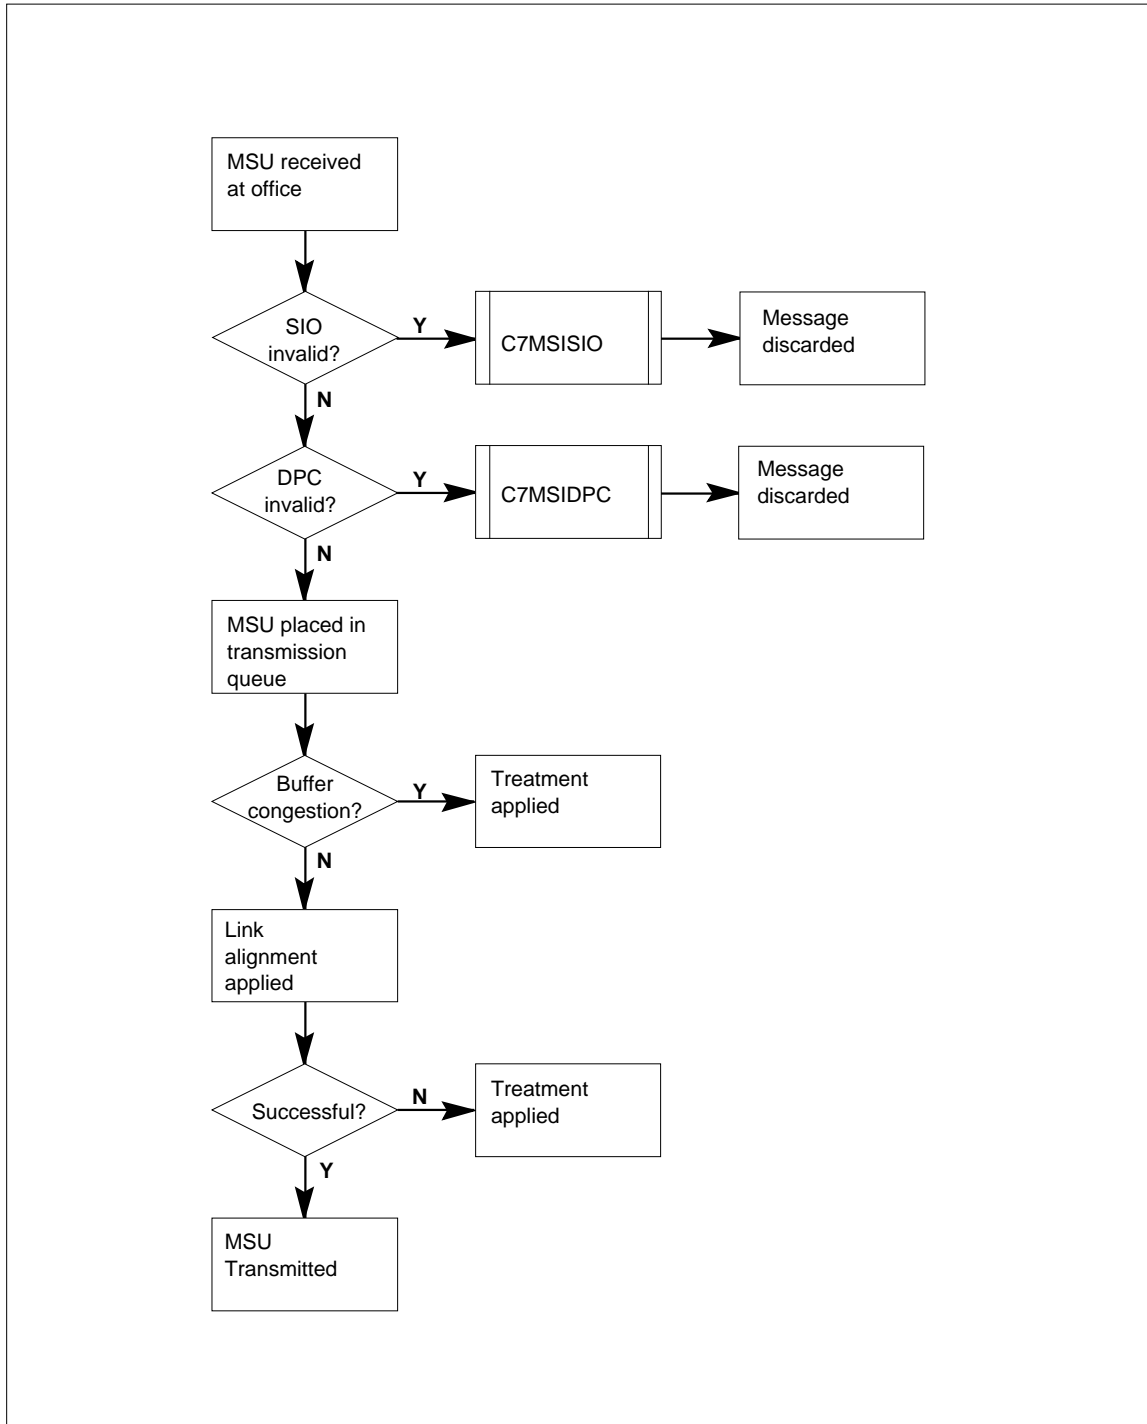 MSU received
at office
SIO
invalid?
Y
C7MSISIO
Message
discarded
N
DPC
invalid?
Y
C7MSIDPC
Message
discarded
N
MSU placed in
transmission
queue
Buffer
congestion?
Y
Treatment
applied
N
Link
alignment
applied
Successful?
N
Treatment
applied
Y
MSU
Transmitted